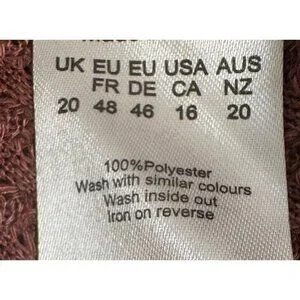 UK EU EU USA AUS
FR DE CA NZ
20 48 46 16 20
100%Polyester
Wash with similar colours
Wash inside out
Iron on reverse